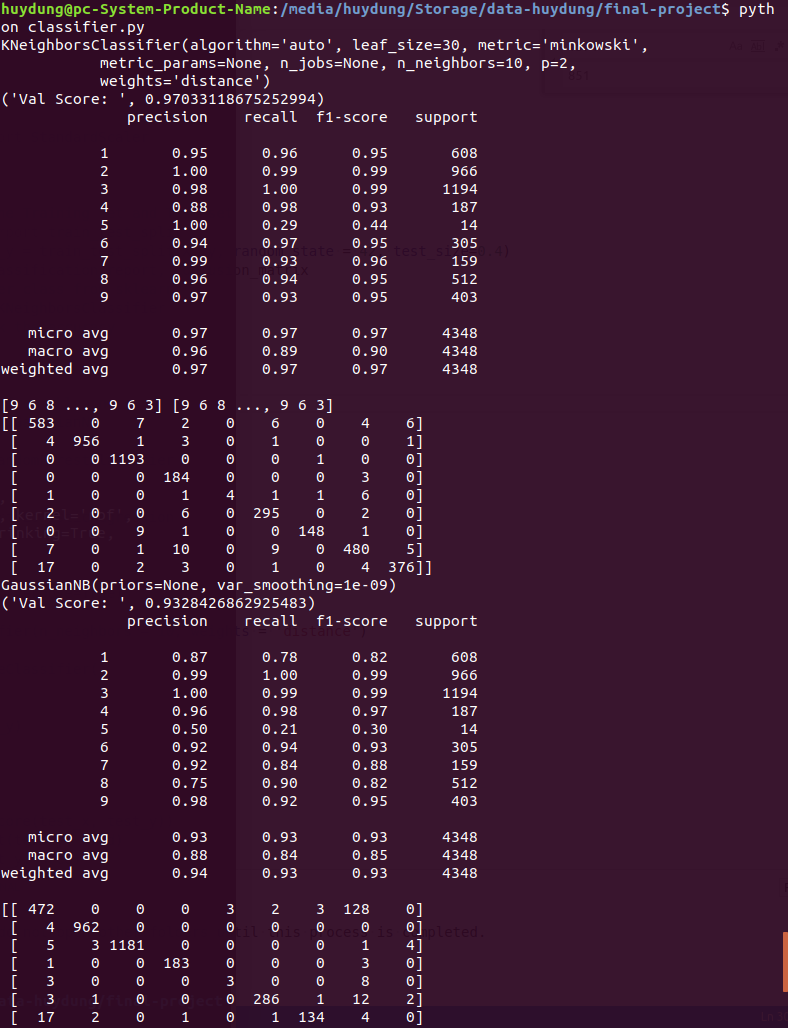 huydung@pc-System-Product-Name:/media/huydung/Storage/data-huydung/final-project$ pyth
on classifier.py
KNeighborsClassifier(algorithm='auto', leaf_size=30, metric='minkowski',
           metric_params=None, n_jobs=None, n_neighbors=10, p=2,
           weights='distance')
('Val Score: ', 0.97033118675252994)
              precision    recall  f1-score   support

           1       0.95      0.96      0.95       608
           2       1.00      0.99      0.99       966
           3       0.98      1.00      0.99      1194
           4       0.88      0.98      0.93       187
           5       1.00      0.29      0.44        14
           6       0.94      0.97      0.95       305
           7       0.99      0.93      0.96       159
           8       0.96      0.94      0.95       512
           9       0.97      0.93      0.95       403

   micro avg       0.97      0.97      0.97      4348
   macro avg       0.96      0.89      0.90      4348
weighted avg       0.97      0.97      0.97      4348

[9 6 8 ..., 9 6 3] [9 6 8 ..., 9 6 3]
[[ 583    0    7    2    0    6    0    4    6]
 [   4  956    1    3    0    1    0    0    1]
 [   0    0 1193    0    0    0    1    0    0]
 [   0    0    0  184    0    0    0    3    0]
 [   1    0    0    1    4    1    1    6    0]
 [   2    0    0    6    0  295    0    2    0]
 [   0    0    9    1    0    0  148    1    0]
 [   7    0    1   10    0    9    0  480    5]
 [  17    0    2    3    0    1    0    4  376]]
GaussianNB(priors=None, var_smoothing=1e-09)
('Val Score: ', 0.9328426862925483)
              precision    recall  f1-score   support

           1       0.87      0.78      0.82       608
           2       0.99      1.00      0.99       966
           3       1.00      0.99      0.99      1194
           4       0.96      0.98      0.97       187
           5       0.50      0.21      0.30        14
           6       0.92      0.94      0.93       305
           7       0.92      0.84      0.88       159
           8       0.75      0.90      0.82       512
           9       0.98      0.92      0.95       403

   micro avg       0.93      0.93      0.93      4348
   macro avg       0.88      0.84      0.85      4348
weighted avg       0.94      0.93      0.93      4348

[[ 472    0    0    0    3    2    3  128    0]
 [   4  962    0    0    0    0    0    0    0]
 [   5    3 1181    0    0    0    0    1    4]
 [   1    0    0  183    0    0    0    3    0]
 [   3    0    0    0    3    0    0    8    0]
 [   3    1    0    0    0  286    1   12    2]
 [  17    2    0    1    0    1  134    4    0]